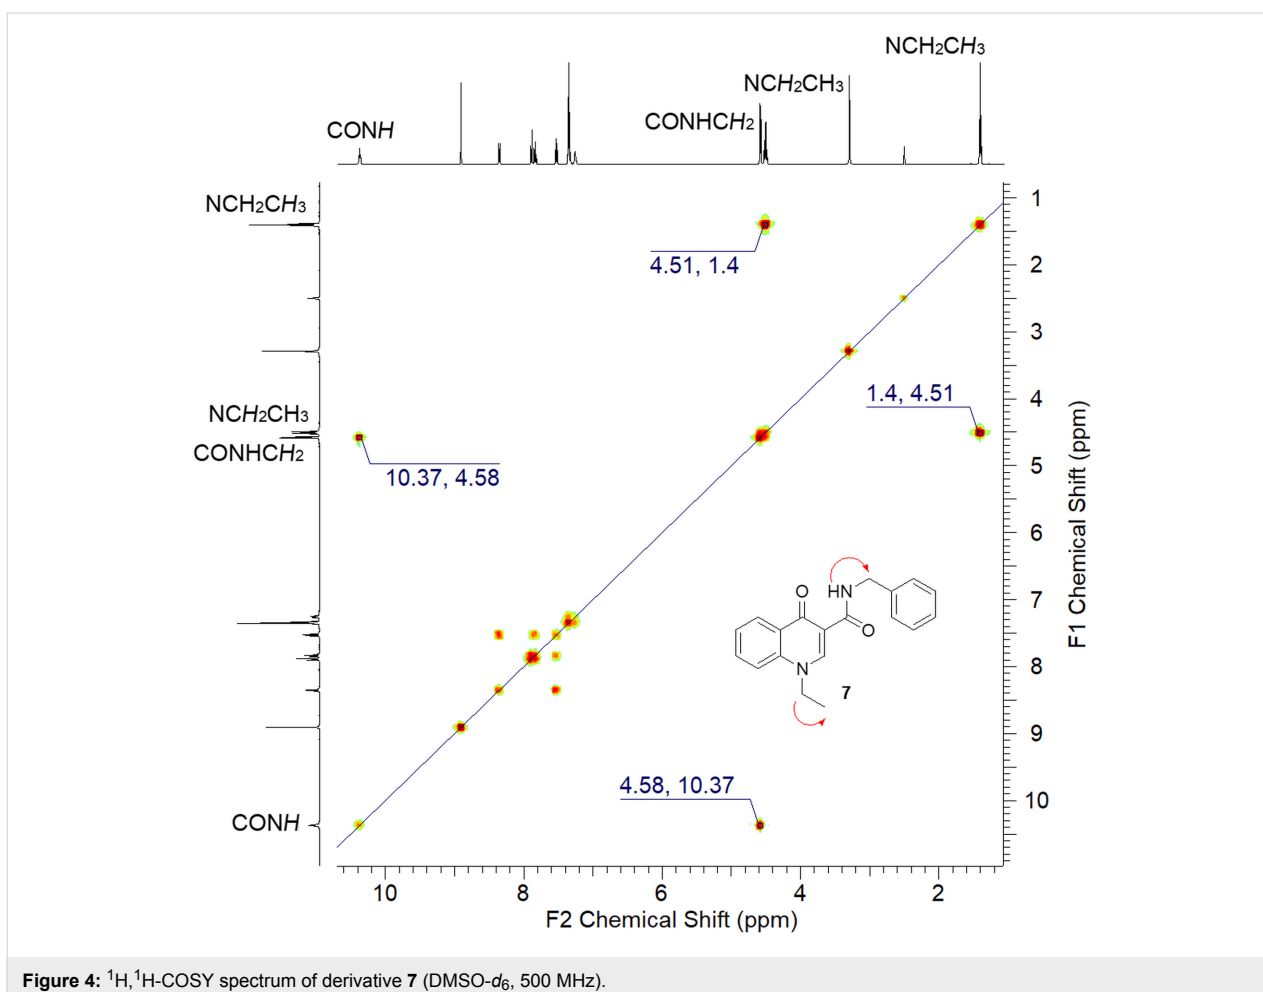 NCH2CH3
NCH2CH3
CONHCH2
CONH
NCH2CH3
1
4.51, 1.4
2
3
1.4, 4.51
4
NCH2CH3
CONHCH2
5
10.37, 4.58
6
F1 Chemical Shift (ppm)
7
O
HN
O
8
N
7
9
4.58, 10.37
10
CONH
10 8 6 4 2
F2 Chemical Shift (ppm)
Figure 4: 1H,1H-COSY spectrum of derivative 7 (DMSO-d6, 500 MHz).